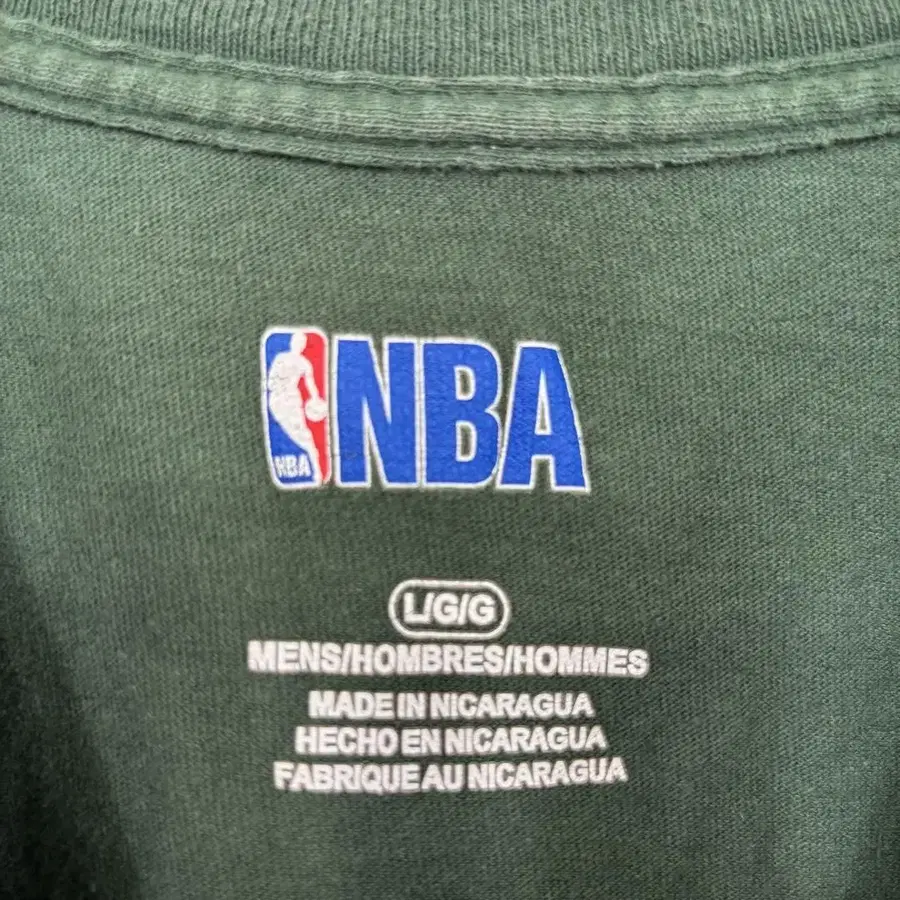 NBA
NBA
L/G/G
MENS/HOMBRES/HOMMES
MADE IN NICARAGUA
HECHO EN NICARAGUA
FABRIQUE AU NICARAGUA